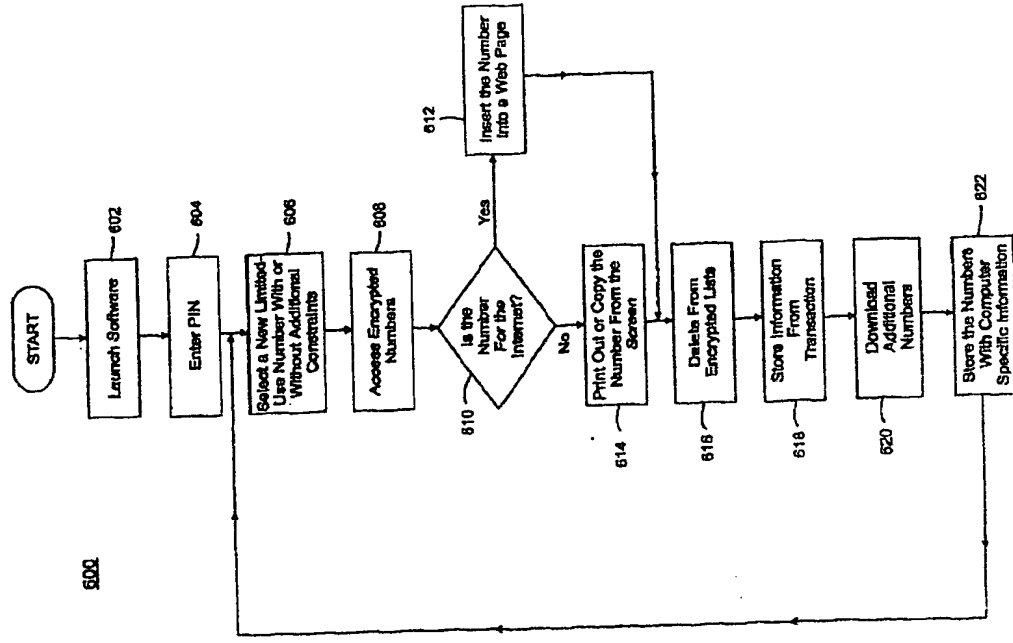 600
START
Launch Software
602
Enter PIN
604
Select a New Limited-
Use Number With or
Without Additional
Constraints
606
Access Encrypted
Numbers
608
Is the
Number
For the
Internet?
610
Yes
Insert the Number
Into a Web Page
612
No
Print Out or Copy the
Number From the
Screen
614
Delete From
Encrypted Lists
616
Store Information
From
Transaction
618
Download
Additional
Numbers
620
Store the Numbers
With Computer
Specific Information
622